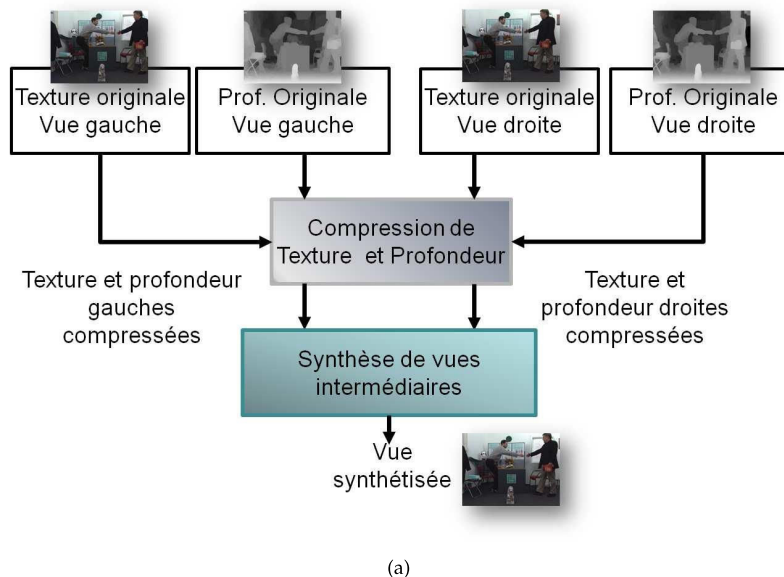 Texture originale
Vue gauche
Prof. Originale
Vue gauche
Texture originale
Vue droite
Prof. Originale
Vue droite
Compression de
Texture et Profondeur
Texture et profondeur
gauches
compressées
Texture et
profondeur droites
compressées
Synthèse de vues
intermédiaires
Vue
synthétisée
(a)